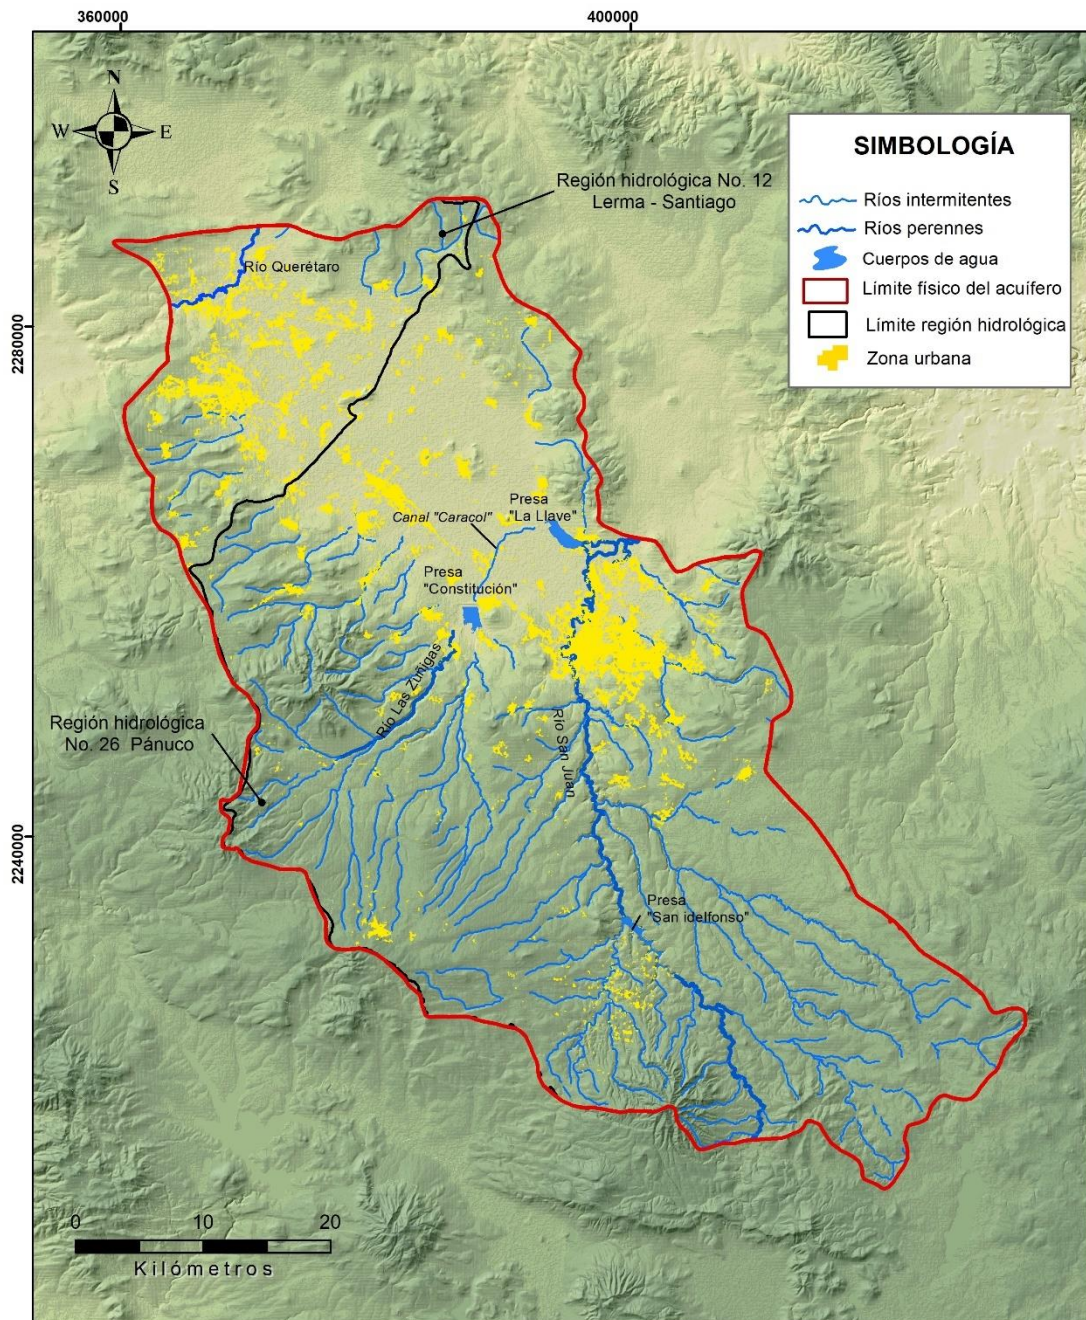 360000
400000
N
W
E
S
SIMBOLOGÍA
Ríos intermitentes
Ríos perennes
Cuerpos de agua
Límite físico del acuífero
Límite región hidrológica
Zona urbana
Región hidrológica No. 12
Lerma - Santiago
Río Querétaro
2280000
Presa
"La Llave"
Canal "Caracol"
Presa
"Constitución"
Río Las Zuñigas
Región hidrológica
No. 26 Pánuco
Río San Juan
2240000
Presa
"San idelfonso"
0
10
20
Kilómetros